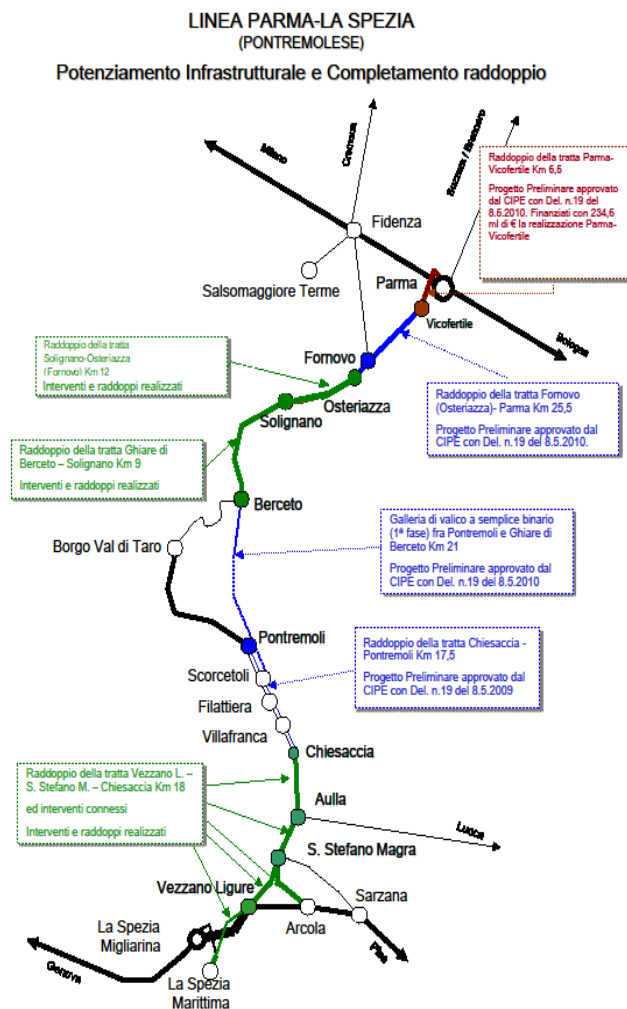 LINEA PARMA-LA SPEZIA
(PONTREMOLESE)
Potenziamento Infrastrutturale e Completamento raddoppio
Milano
Cremona
Suzzara / Brennero
Raddoppio della tratta Parma-
Vicofertile Km 6,5
Progetto Preliminare approvato
dal CIPE con Del. n.19 del
8.5.2010. Finanziati con 234,6
ml di € la realizzazione Parma-
Vicofertile
Fidenza
Salsomaggiore Terme
Parma
Vicofertile
Bologna
Raddoppio della tratta
Solignano-Osteriazza
(Fornovo) Km 12
Interventi e raddoppi realizzati
Fornovo
Osteriazza
Solignano
Raddoppio della tratta Fornovo
(Osteriazza)- Parma Km 25,5
Progetto Preliminare approvato dal
CIPE con Del. n.19 del 8.5.2010.
Raddoppio della tratta Ghiare di
Berceto – Solignano Km 9
Interventi e raddoppi realizzati
Berceto
Borgo Val di Taro
Galleria di valico a semplice binario
(1ª fase) fra Pontremoli e Ghiare di
Berceto Km 21
Progetto Preliminare approvato dal
CIPE con Del. n.19 del 8.5.2010
Pontremoli
Scorcetoli
Filattiera
Villafranca
Raddoppio della tratta Chiesaccia -
Pontremoli Km 17,5
Progetto Preliminare approvato dal
CIPE con Del. n.19 del 8.5.2009
Chiesaccia
Raddoppio della tratta Vezzano L. –
S. Stefano M. – Chiesaccia Km 18
ed interventi connessi
Interventi e raddoppi realizzati
Aulla
Lucca
S. Stefano Magra
Vezzano Ligure
Sarzana
Arcola
La Spezia
Migliarina
Pisa
Genova
La Spezia
Marittima